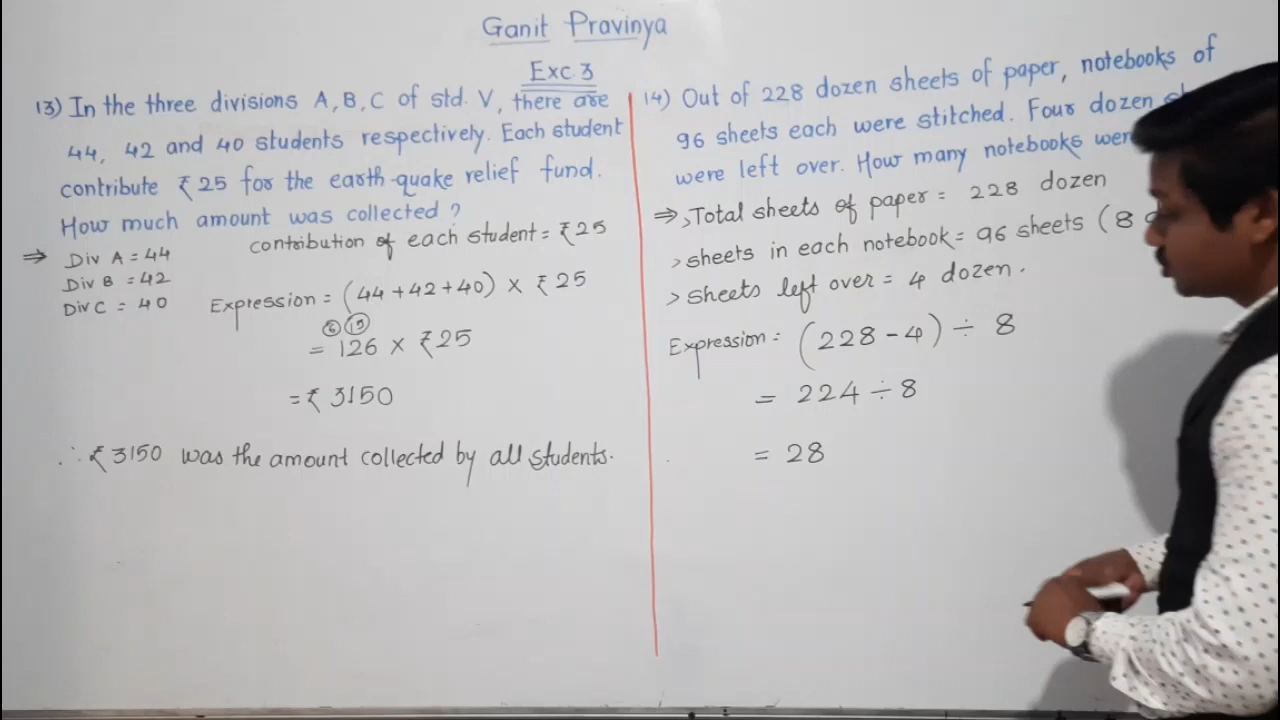 Ganit Pravinya
Exc. 3
13) In the three divisions A, B, C of std. V, there are
44, 42 and 40 students respectively. Each student
contribute ₹25 for the earth-quake relief fund.
How much amount was collected?
⇒ Div A = 44
Div B = 42
Div C = 40
contribution of each student = ₹25
Expression = (44+42+40) × ₹25
⑥ ⑮
= 126 × ₹25
= ₹ 3150
∴ ₹3150 was the amount collected by all students.
14) Out of 228 dozen sheets of paper, notebooks of
96 sheets each were stitched. Four dozen
were left over. How many notebooks were
⇒ > Total sheets of paper = 228 dozen
> sheets in each notebook = 96 sheets (8
> sheets left over = 4 dozen.
Expression = (228 - 4) ÷ 8
= 224 ÷ 8
= 28